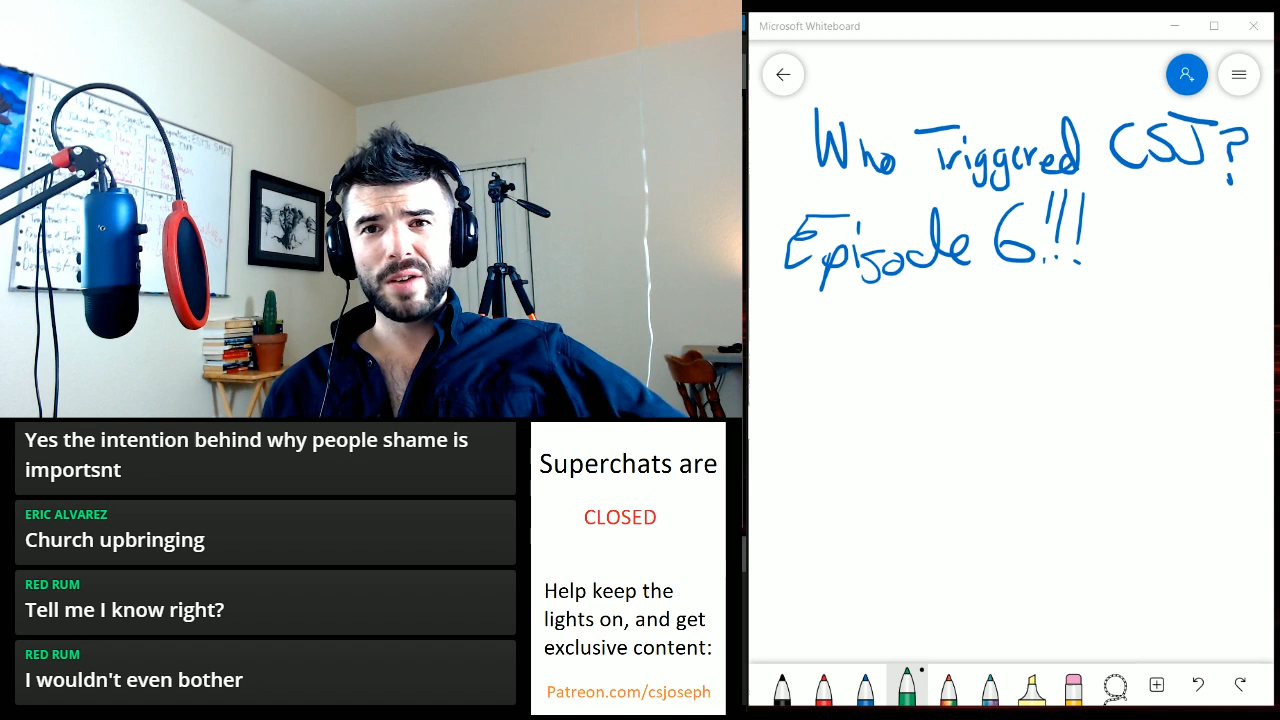 Microsoft Whiteboard
Who Triggered CSJ?
Episode 6!!!
Yes the intention behind why people shame is
importsnt
ERIC ALVAREZ
Church upbringing
RED RUM
Tell me I know right?
RED RUM
I wouldn't even bother
Superchats are
CLOSED
Help keep the
lights on, and get
exclusive content:
Patreon.com/csjoseph